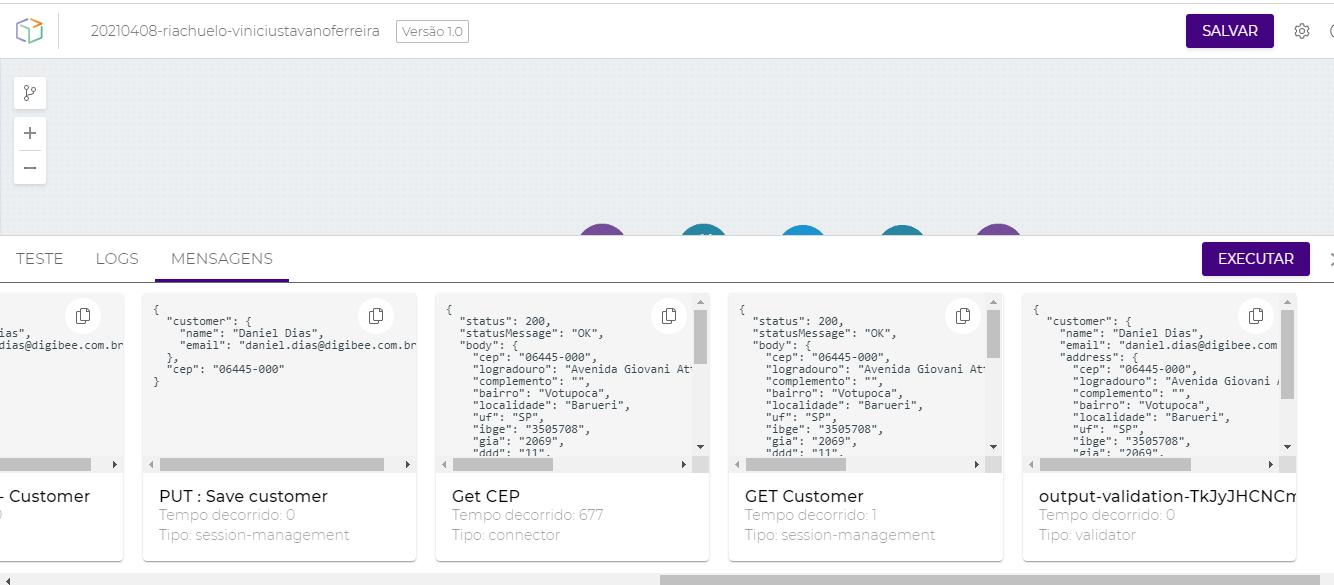 20210408-riachuelo-viniciustavanoferreira
Versão 1.0
SALVAR
TESTE
LOGS
MENSAGENS
EXECUTAR
ias",
dias@digibee.com.br
- Customer
0
{
"customer": {
"name": "Daniel Dias",
"email": "daniel.dias@digibee.com.br
},
"cep": "06445-000"
}
PUT : Save customer
Tempo decorrido: 0
Tipo: session-management
{
"status": 200,
"statusMessage": "OK",
"body": {
"cep": "06445-000",
"logradouro": "Avenida Giovani Att
"complemento": "",
"bairro": "Votupoca",
"localidade": "Barueri",
"uf": "SP",
"ibge": "3505708",
"gia": "2069",
"ddd": "11",
Get CEP
Tempo decorrido: 677
Tipo: connector
{
"status": 200,
"statusMessage": "OK",
"body": {
"cep": "06445-000",
"logradouro": "Avenida Giovani Att
"complemento": "",
"bairro": "Votupoca",
"localidade": "Barueri",
"uf": "SP",
"ibge": "3505708",
"gia": "2069",
"ddd": "11",
GET Customer
Tempo decorrido: 1
Tipo: session-management
{
"customer": {
"name": "Daniel Dias",
"email": "daniel.dias@digibee.com
"address": {
"cep": "06445-000",
"logradouro": "Avenida Giovani A
"complemento": "",
"bairro": "Votupoca",
"localidade": "Barueri",
"uf": "SP",
"ibge": "3505708",
"gia": "2069",
output-validation-TkJyJHCNCm
Tempo decorrido: 0
Tipo: validator